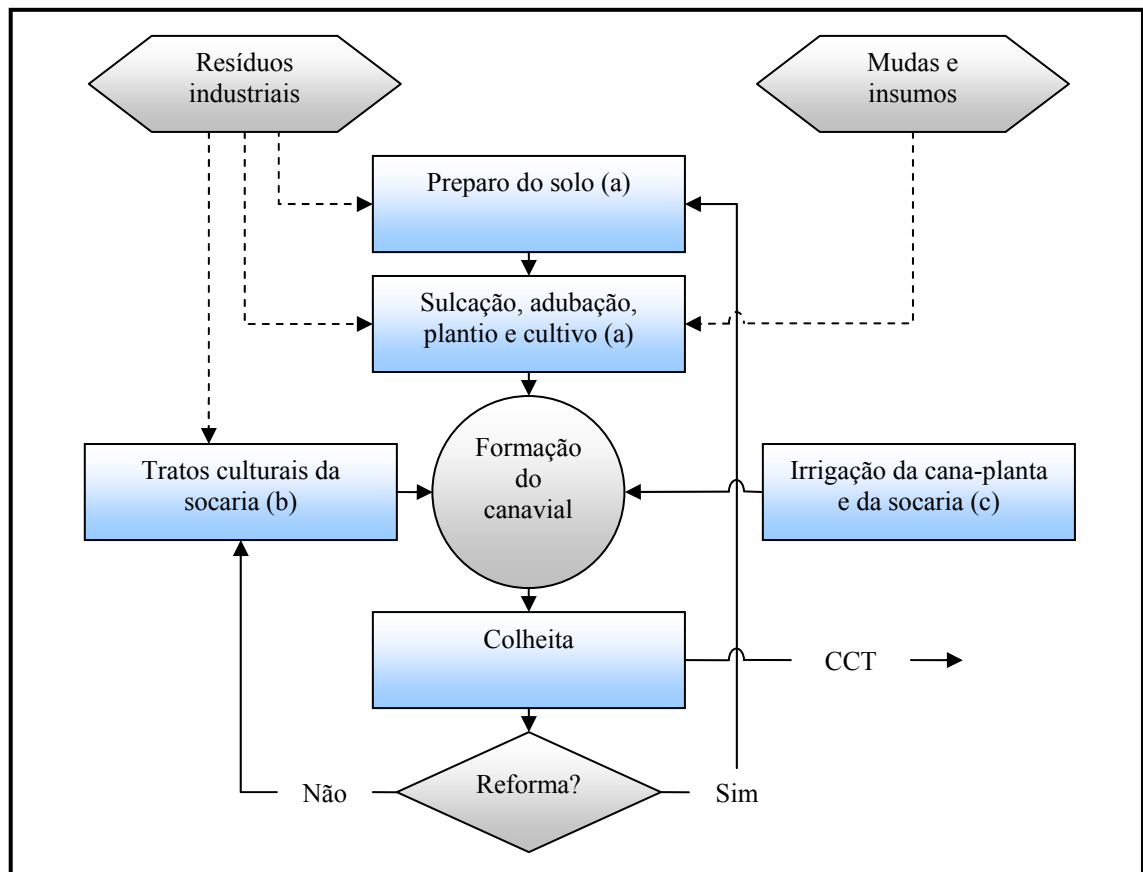 Resíduos
industriais
Mudas e
insumos
Preparo do solo (a)
Sulcação, adubação,
plantio e cultivo (a)
Formação
do
canavial
Tratos culturais da
socaria (b)
Irrigação da cana-planta
e da socaria (c)
Colheita
CCT
Reforma?
Não
Sim